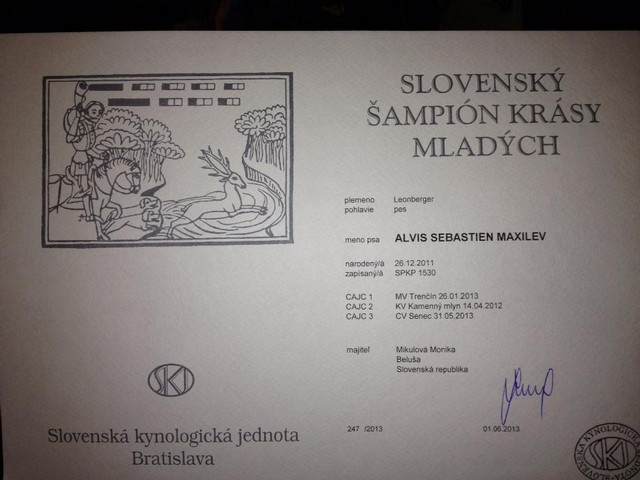 SLOVENSKÝ
ŠAMPIÓN KRÁSY
MLADÝCH
plemeno Leonberger
pohlavie pes
meno psa ALVIS SEBASTIEN MAXILEV
narodený/á 26.12.2011
zapísaný/á SPKP 1530
CAJC 1 MV Trenčín 26.01.2013
CAJC 2 KV Kamenný mlyn 14.04.2012
CAJC 3 CV Senec 31.05.2013
majiteľ Mikulová Monika
Beluša
Slovenská republika
SKJ
Slovenská kynologická jednota
Bratislava
247 /2013 01.06.2013
SLOVENSKÁ KYNOLOGICKÁ JEDNOTA
SKJ